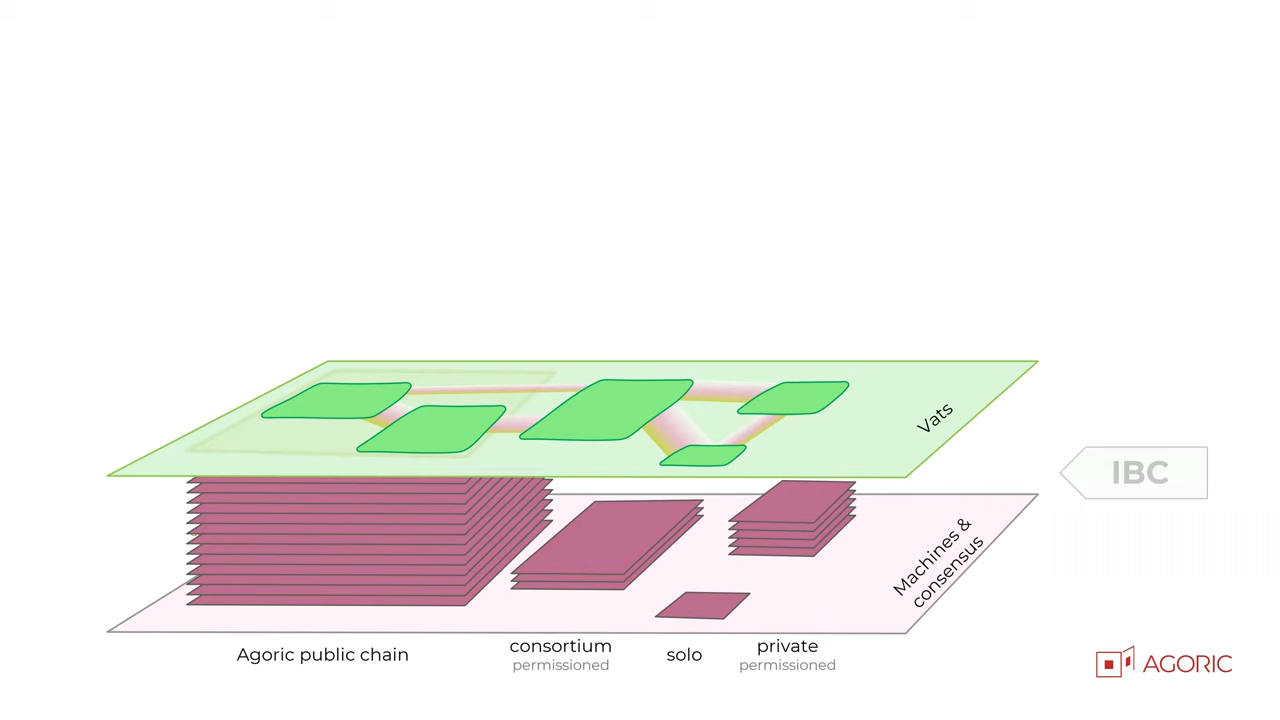 Vats
IBC
Machines &
consensus
Agoric public chain
consortium
permissioned
solo
private
permissioned
AGORIC